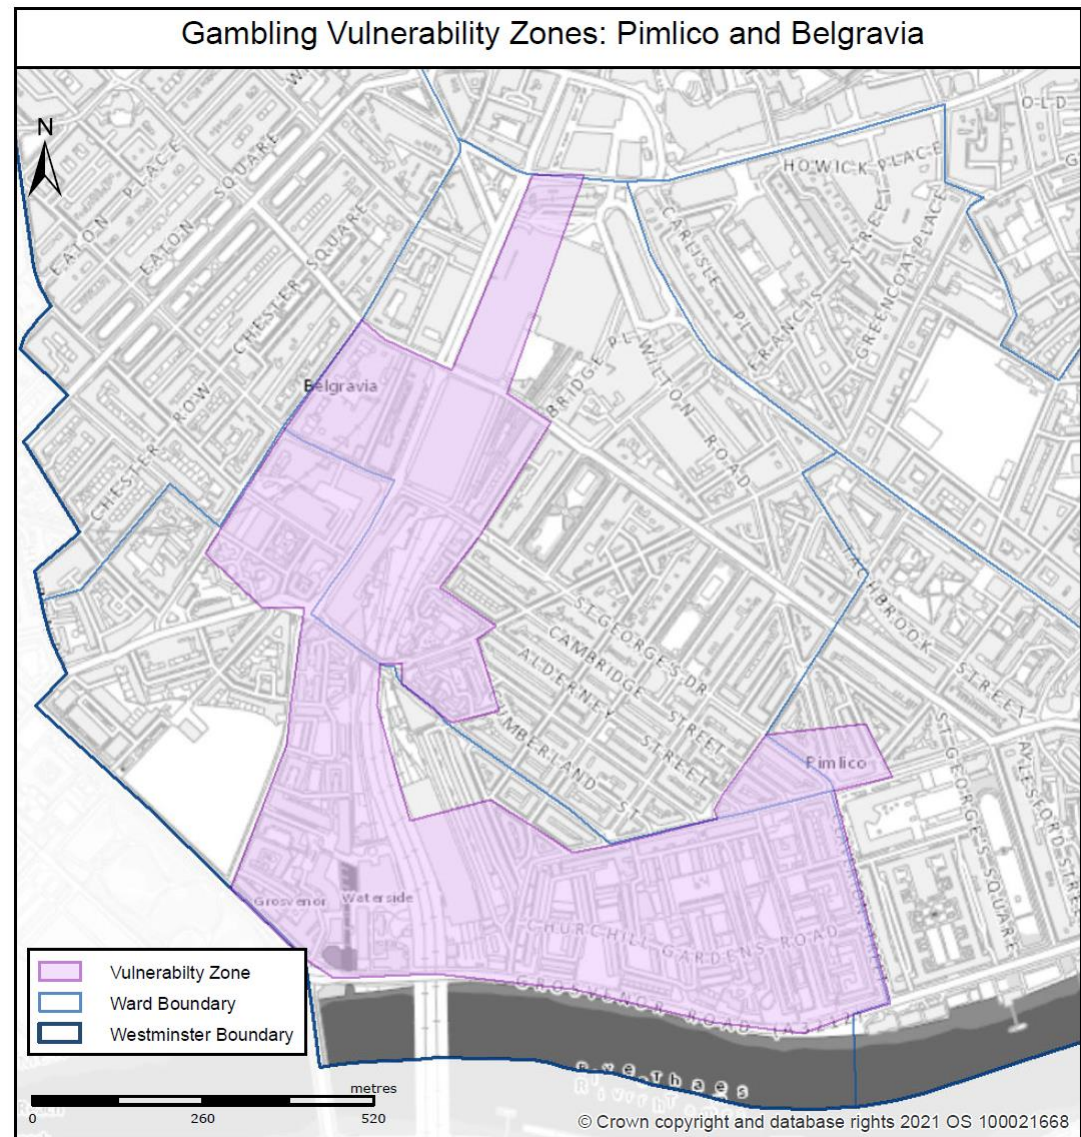 Gambling Vulnerability Zones: Pimlico and Belgravia
N
OLD
HOWICK PLACE
EATON PLACE
EATON SQUARE
CHESTER SQUARE
CARLISLE PL
FRANCIS STREET
GREENCOAT PLACE
Belgravia
BRIDGE PL
WILTON ROAD
CHESTER ROW
TACHBROOK STREET
ST. GEORGES DR
CAMBRIDGE STREET
ALDERNEY STREET
UMBERLAND ST
Pimlico
ST. GEORGE'S SQUARE
AYLESFORD STREET
Grosvenor Waterside
CHURCHILL GARDENS ROAD
GROSVENOR ROAD
Vulnerabilty Zone
Ward Boundary
Westminster Boundary
metres
0 260 520
© Crown copyright and database rights 2021 OS 100021668